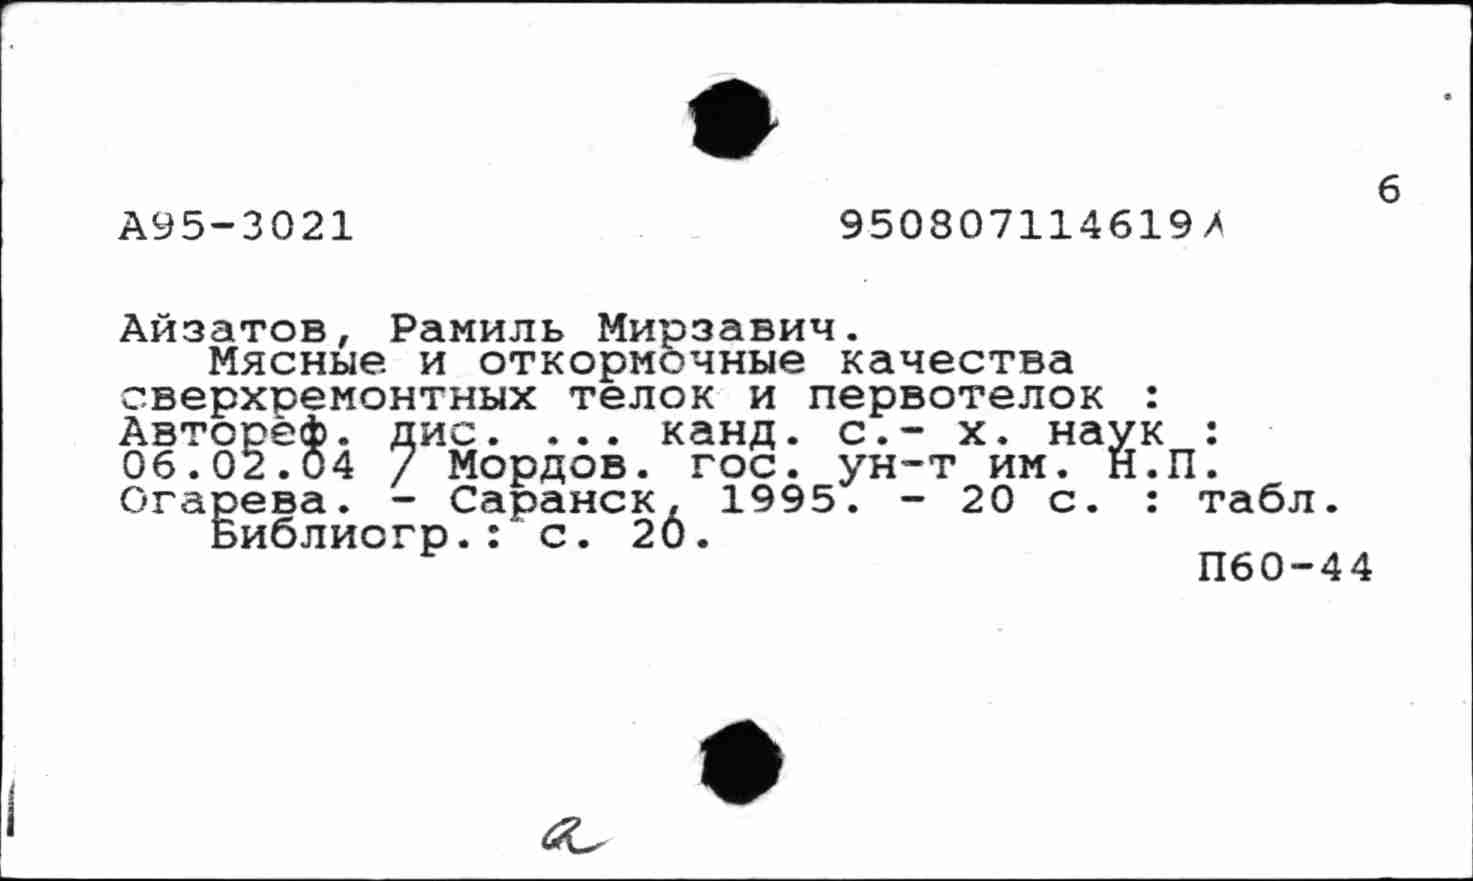 6
А95-3021 950807114619А
Айзатов, Рамиль Мирзавич.
Мясные и откормочные качества
сверхремонтных телок и первотелок :
Автореф. дис. ... канд. с.- х. наук :
06.02.04 / Мордов. гос. ун-т им. Н.П.
Огарева. - Саранск, 1995. - 20 с. : табл.
Библиогр.: с. 20.
П60-44
а